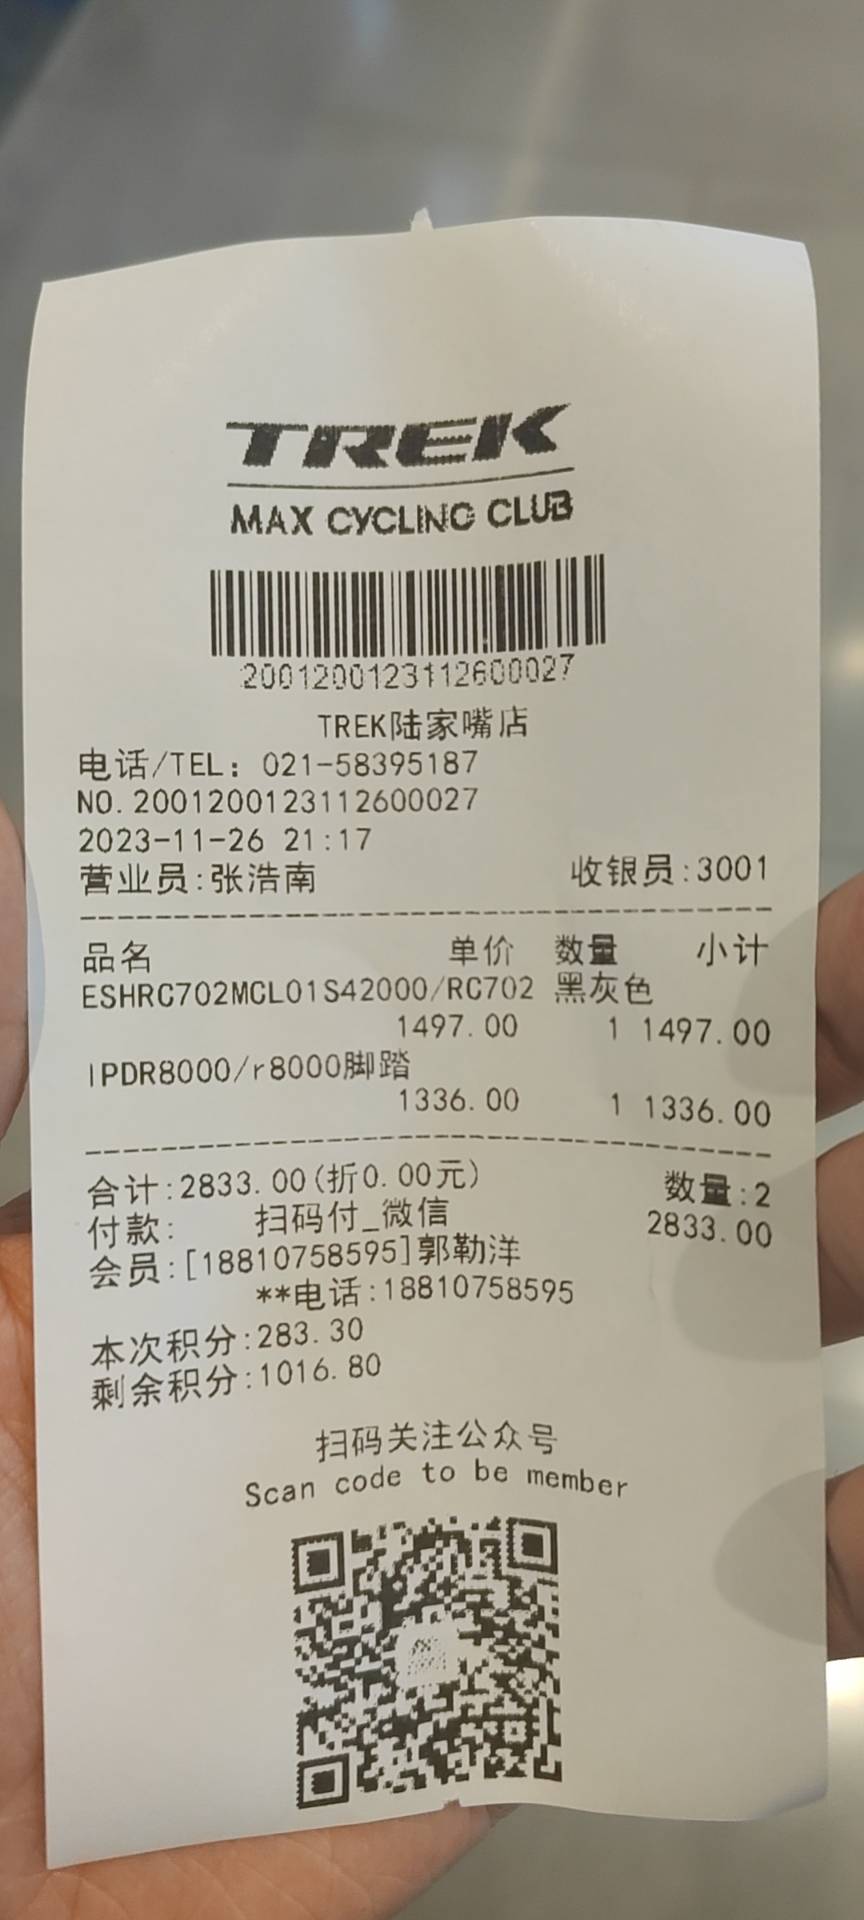 TREK
MAX CYCLING CLUB
2001200123112600027
TREK陆家嘴店
电话/TEL: 021-58395187
NO.2001200123112600027
2023-11-26 21:17
营业员:张浩南 收银员:3001
品名 单价 数量 小计
ESHRC702MCL01S42000/RC702 黑灰色
1497.00 1 1497.00
IPDR8000/r8000脚踏
1336.00 1 1336.00
合计:2833.00(折0.00元) 数量:2
付款: 扫码付_微信 2833.00
会员:[18810758595]郭勒洋
**电话:18810758595
本次积分:283.30
剩余积分:1016.80
扫码关注公众号
Scan code to be member